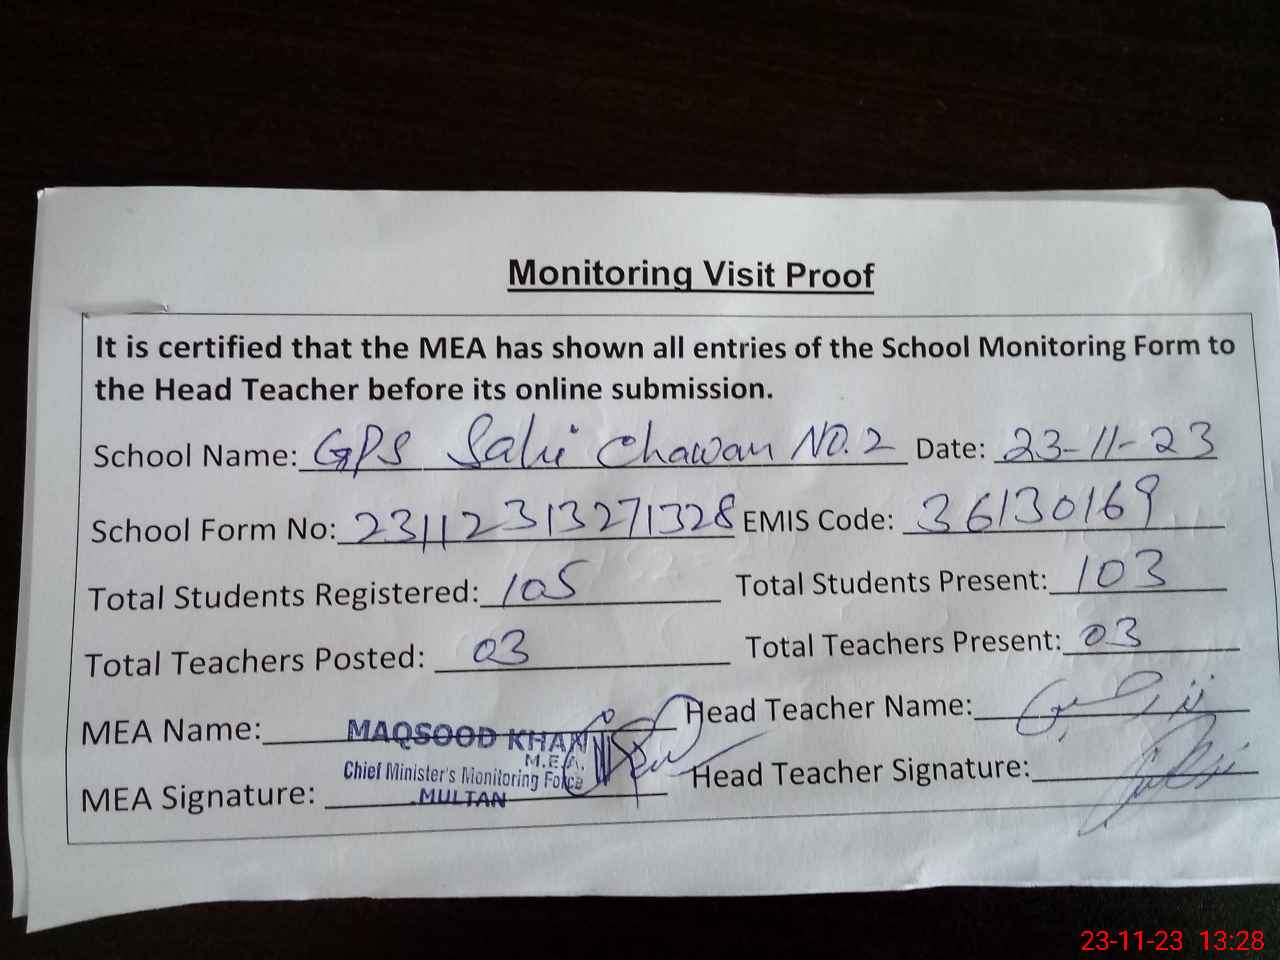 Monitoring Visit Proof
It is certified that the MEA has shown all entries of the School Monitoring Form to
the Head Teacher before its online submission.
School Name: GPS Sahi Chawan NO.2 Date: 23-11-23
School Form No: 23112313271328 EMIS Code: 36130169
Total Students Registered: 105 Total Students Present: 103
Total Teachers Posted: 03 Total Teachers Present: 03
MEA Name: MAQSOOD KHAN Head Teacher Name:
M.E.A.
Chief Minister's Monitoring Force
MEA Signature: MULTAN Head Teacher Signature:
23-11-23 13:28